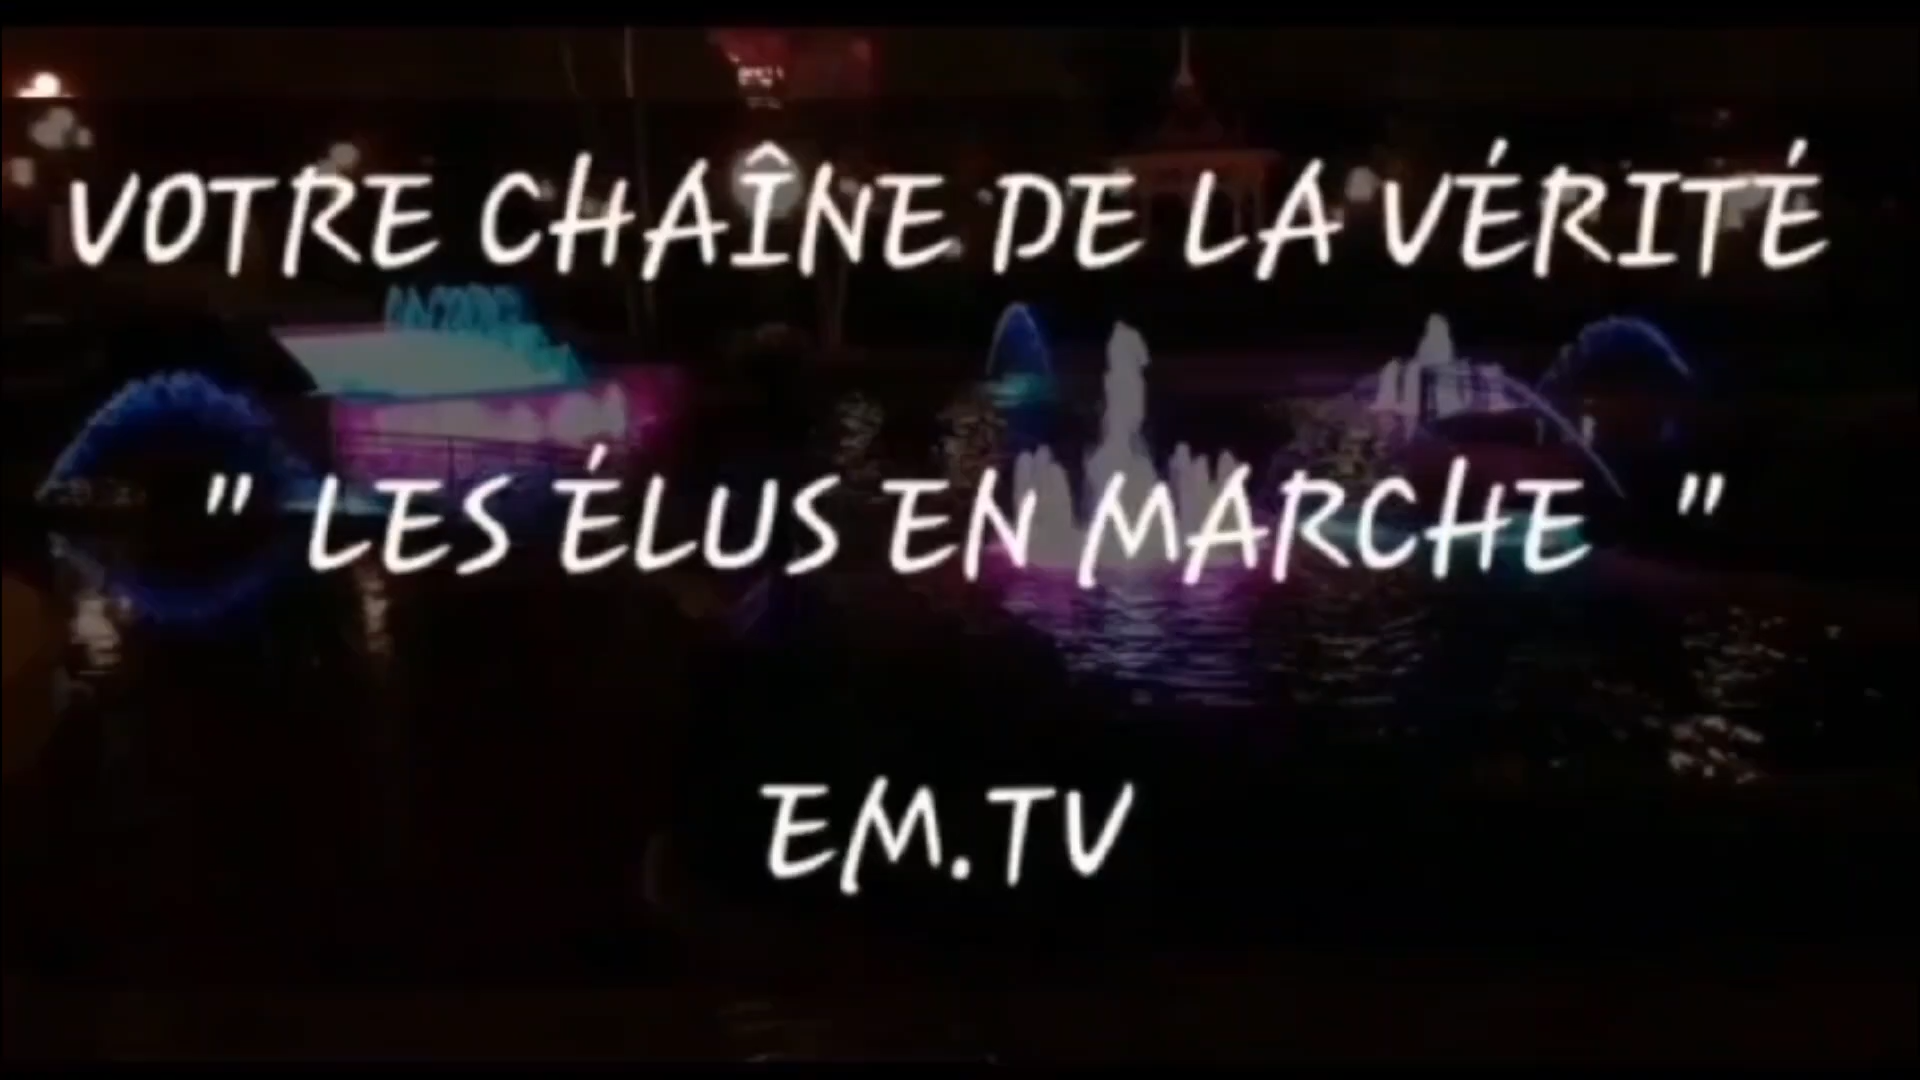 VOTRE CHAÎNE DE LA VÉRITÉ
" LES ÉLUS EN MARCHE "
EM.TV